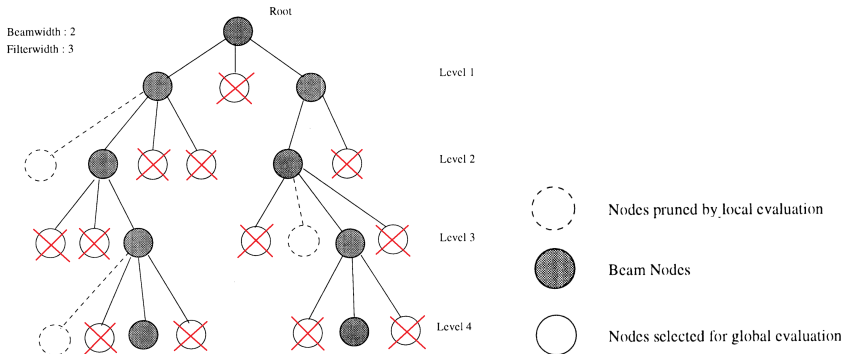 Root
Beamwidth : 2
Filterwidth : 3
Level 1
Level 2
Level 3
Level 4
Nodes pruned by local evaluation
Beam Nodes
Nodes selected for global evaluation